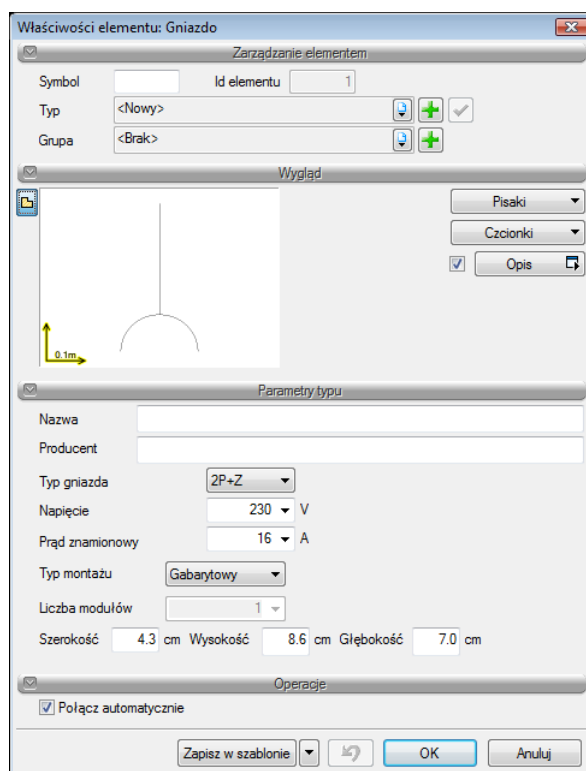 Właściwości elementu: Gniazdo
Zarządzanie elementem
Symbol Id elementu 1
Typ <Nowy>
Grupa <Brak>
Wygląd
Pisaki
Czcionki
Opis
0.1m
Parametry typu
Nazwa
Producent
Typ gniazda 2P+Z
Napięcie 230 V
Prąd znamionowy 16 A
Typ montażu Gabarytowy
Liczba modułów 1
Szerokość 4.3 cm Wysokość 8.6 cm Głębokość 7.0 cm
Operacje
Połącz automatycznie
Zapisz w szablonie OK Anuluj